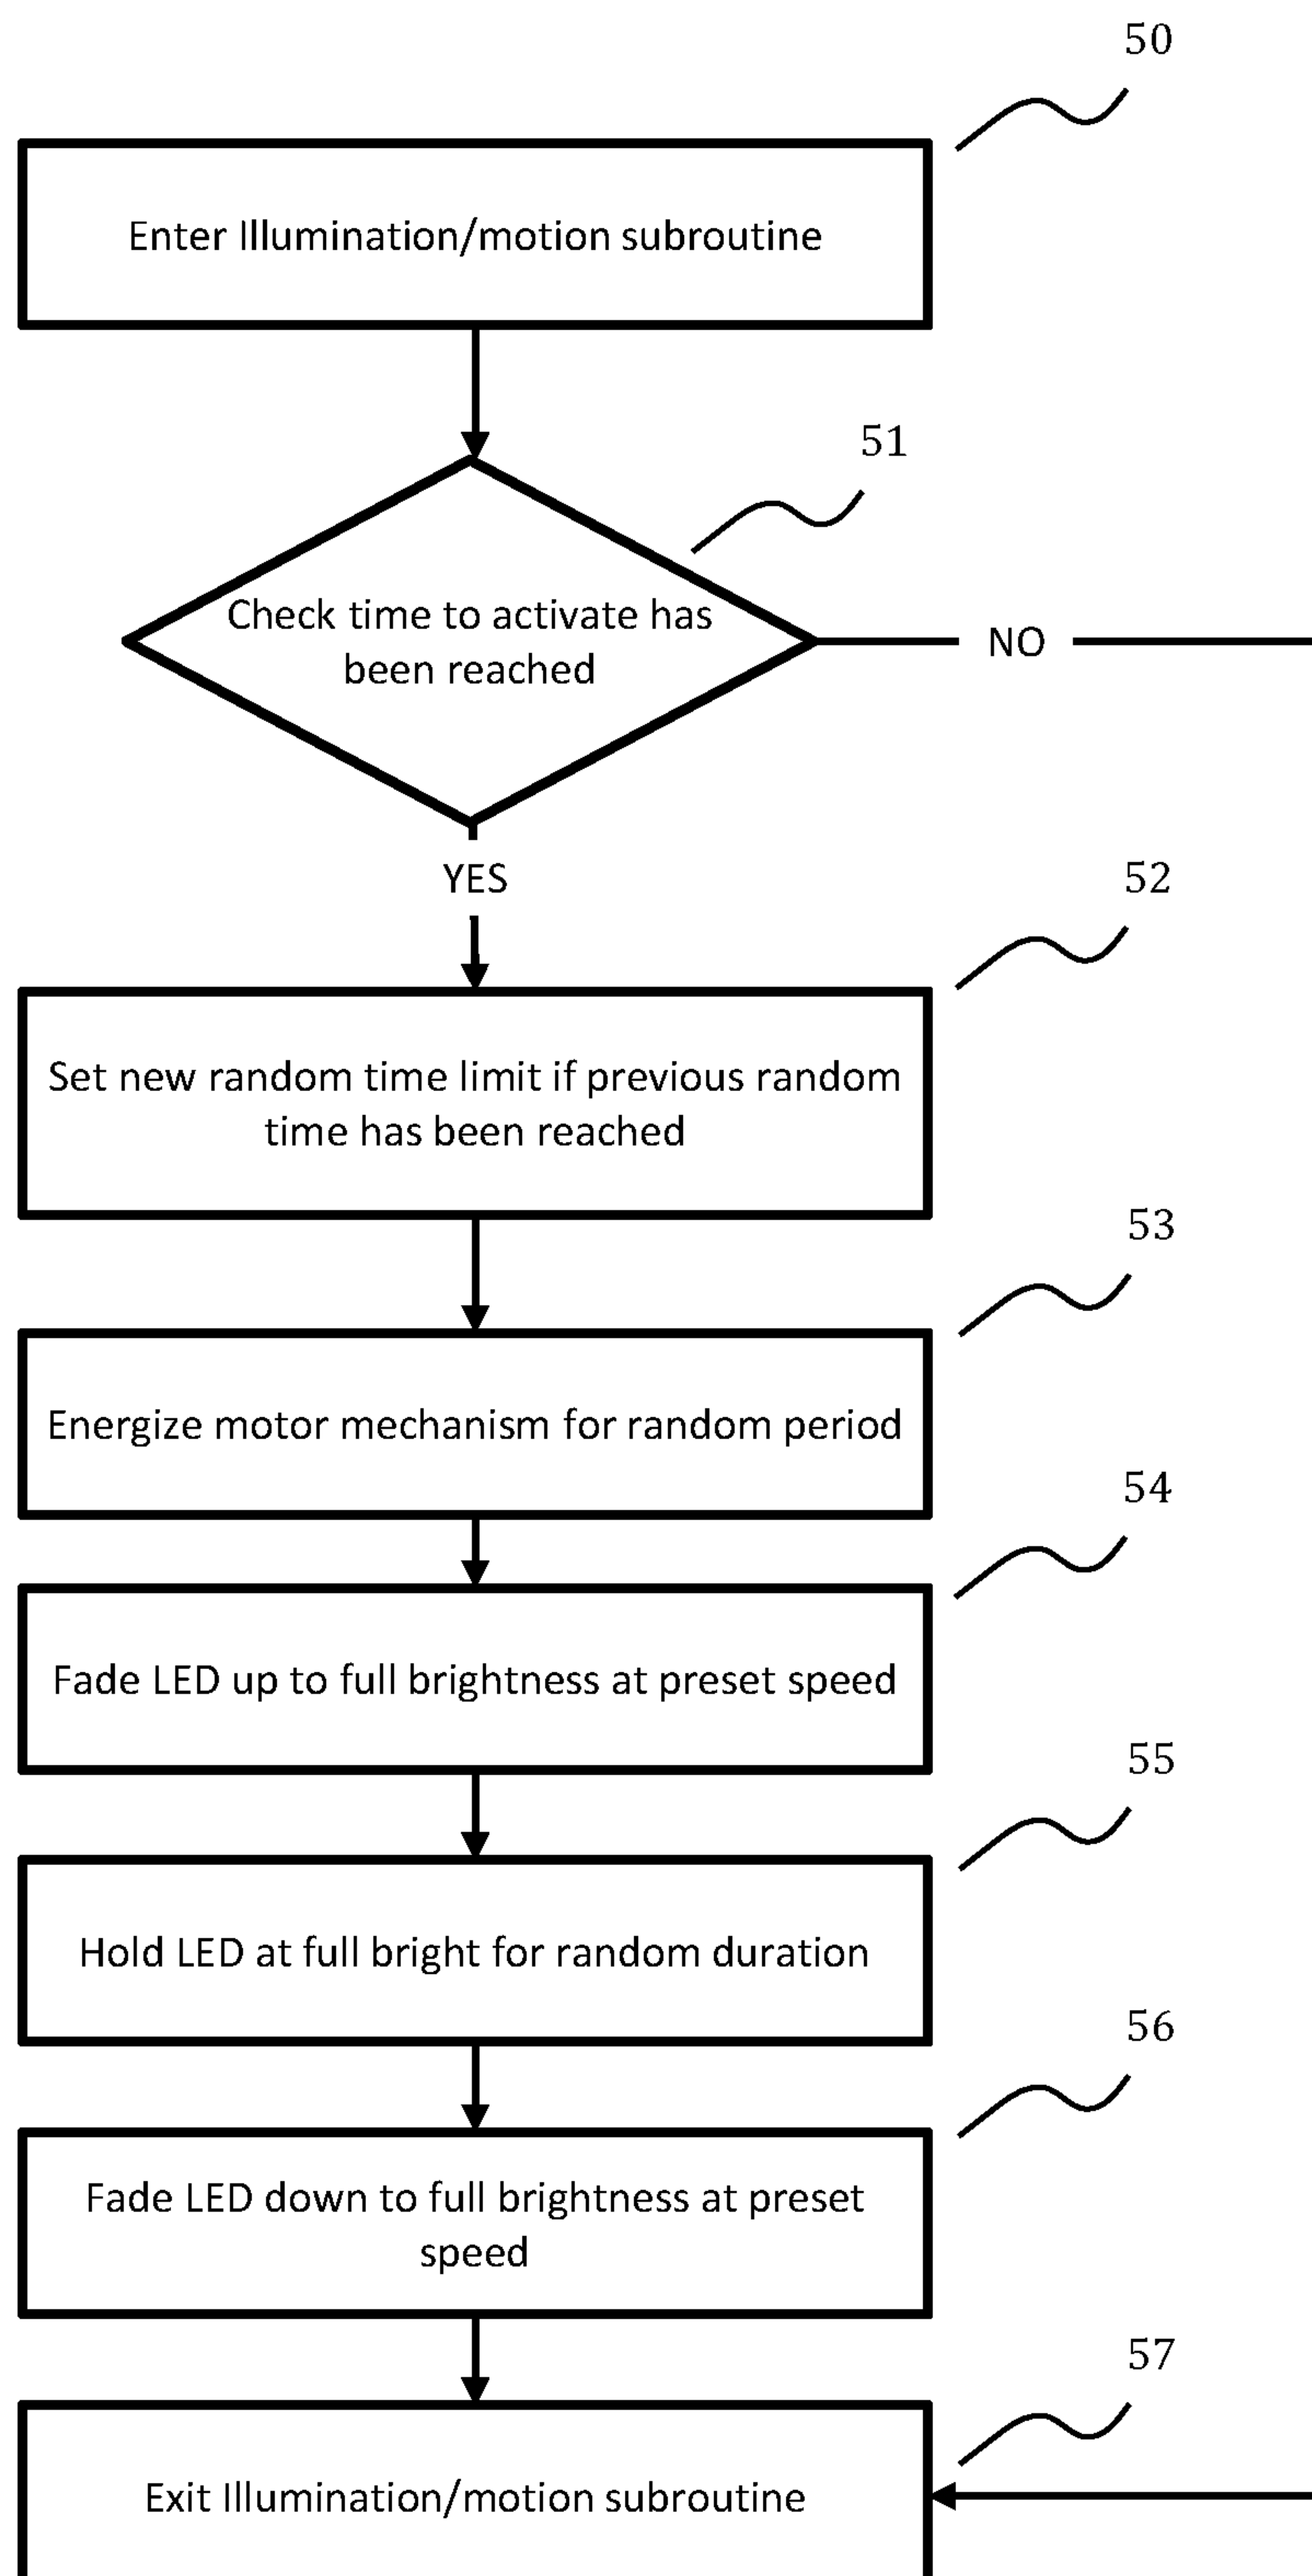 50
Enter Illumination/motion subroutine
51
Check time to activate has
been reached
NO
YES
52
Set new random time limit if previous random
time has been reached
53
Energize motor mechanism for random period
54
Fade LED up to full brightness at preset speed
55
Hold LED at full bright for random duration
56
Fade LED down to full brightness at preset
speed
57
Exit Illumination/motion subroutine